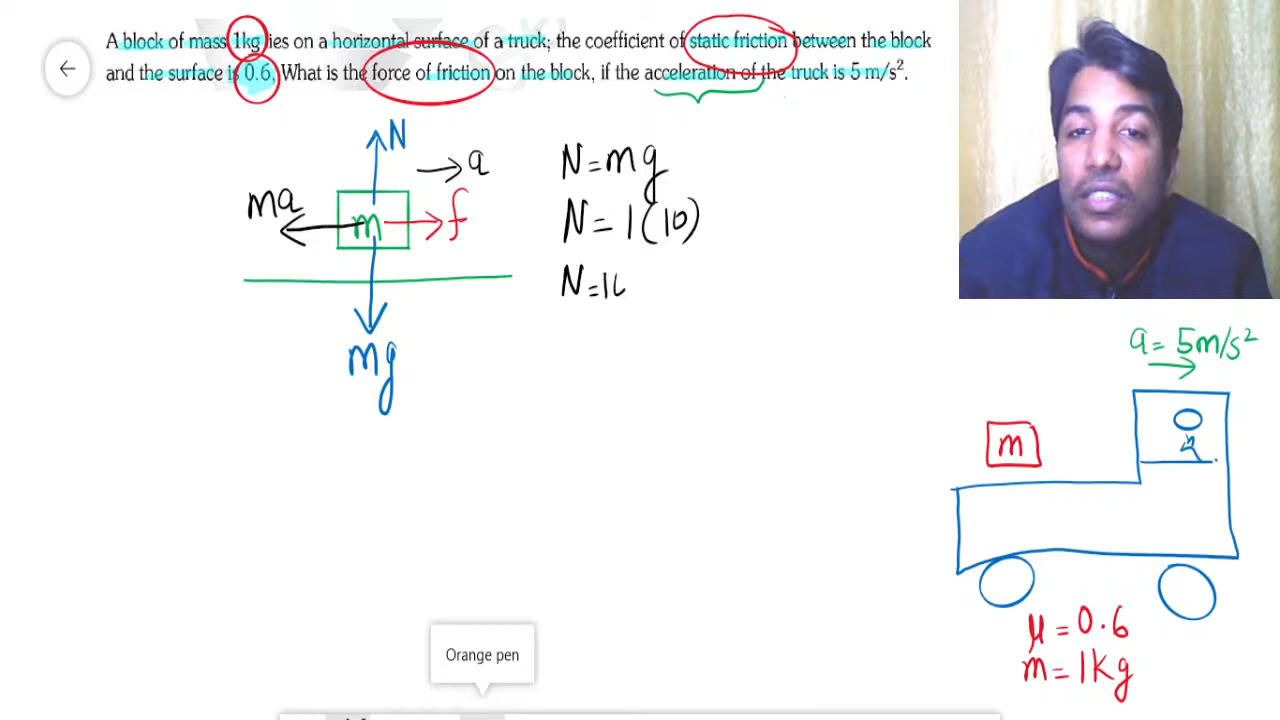 A block of mass 1kg lies on a horizontal surface of a truck; the coefficient of static friction between the block
and the surface is 0.6, What is the force of friction on the block, if the acceleration of the truck is 5 m/s².
N
a
ma
m
f
mg
N=mg
N=1(10)
N=10
a=5m/s²
m
μ=0.6
m=1Kg
Orange pen